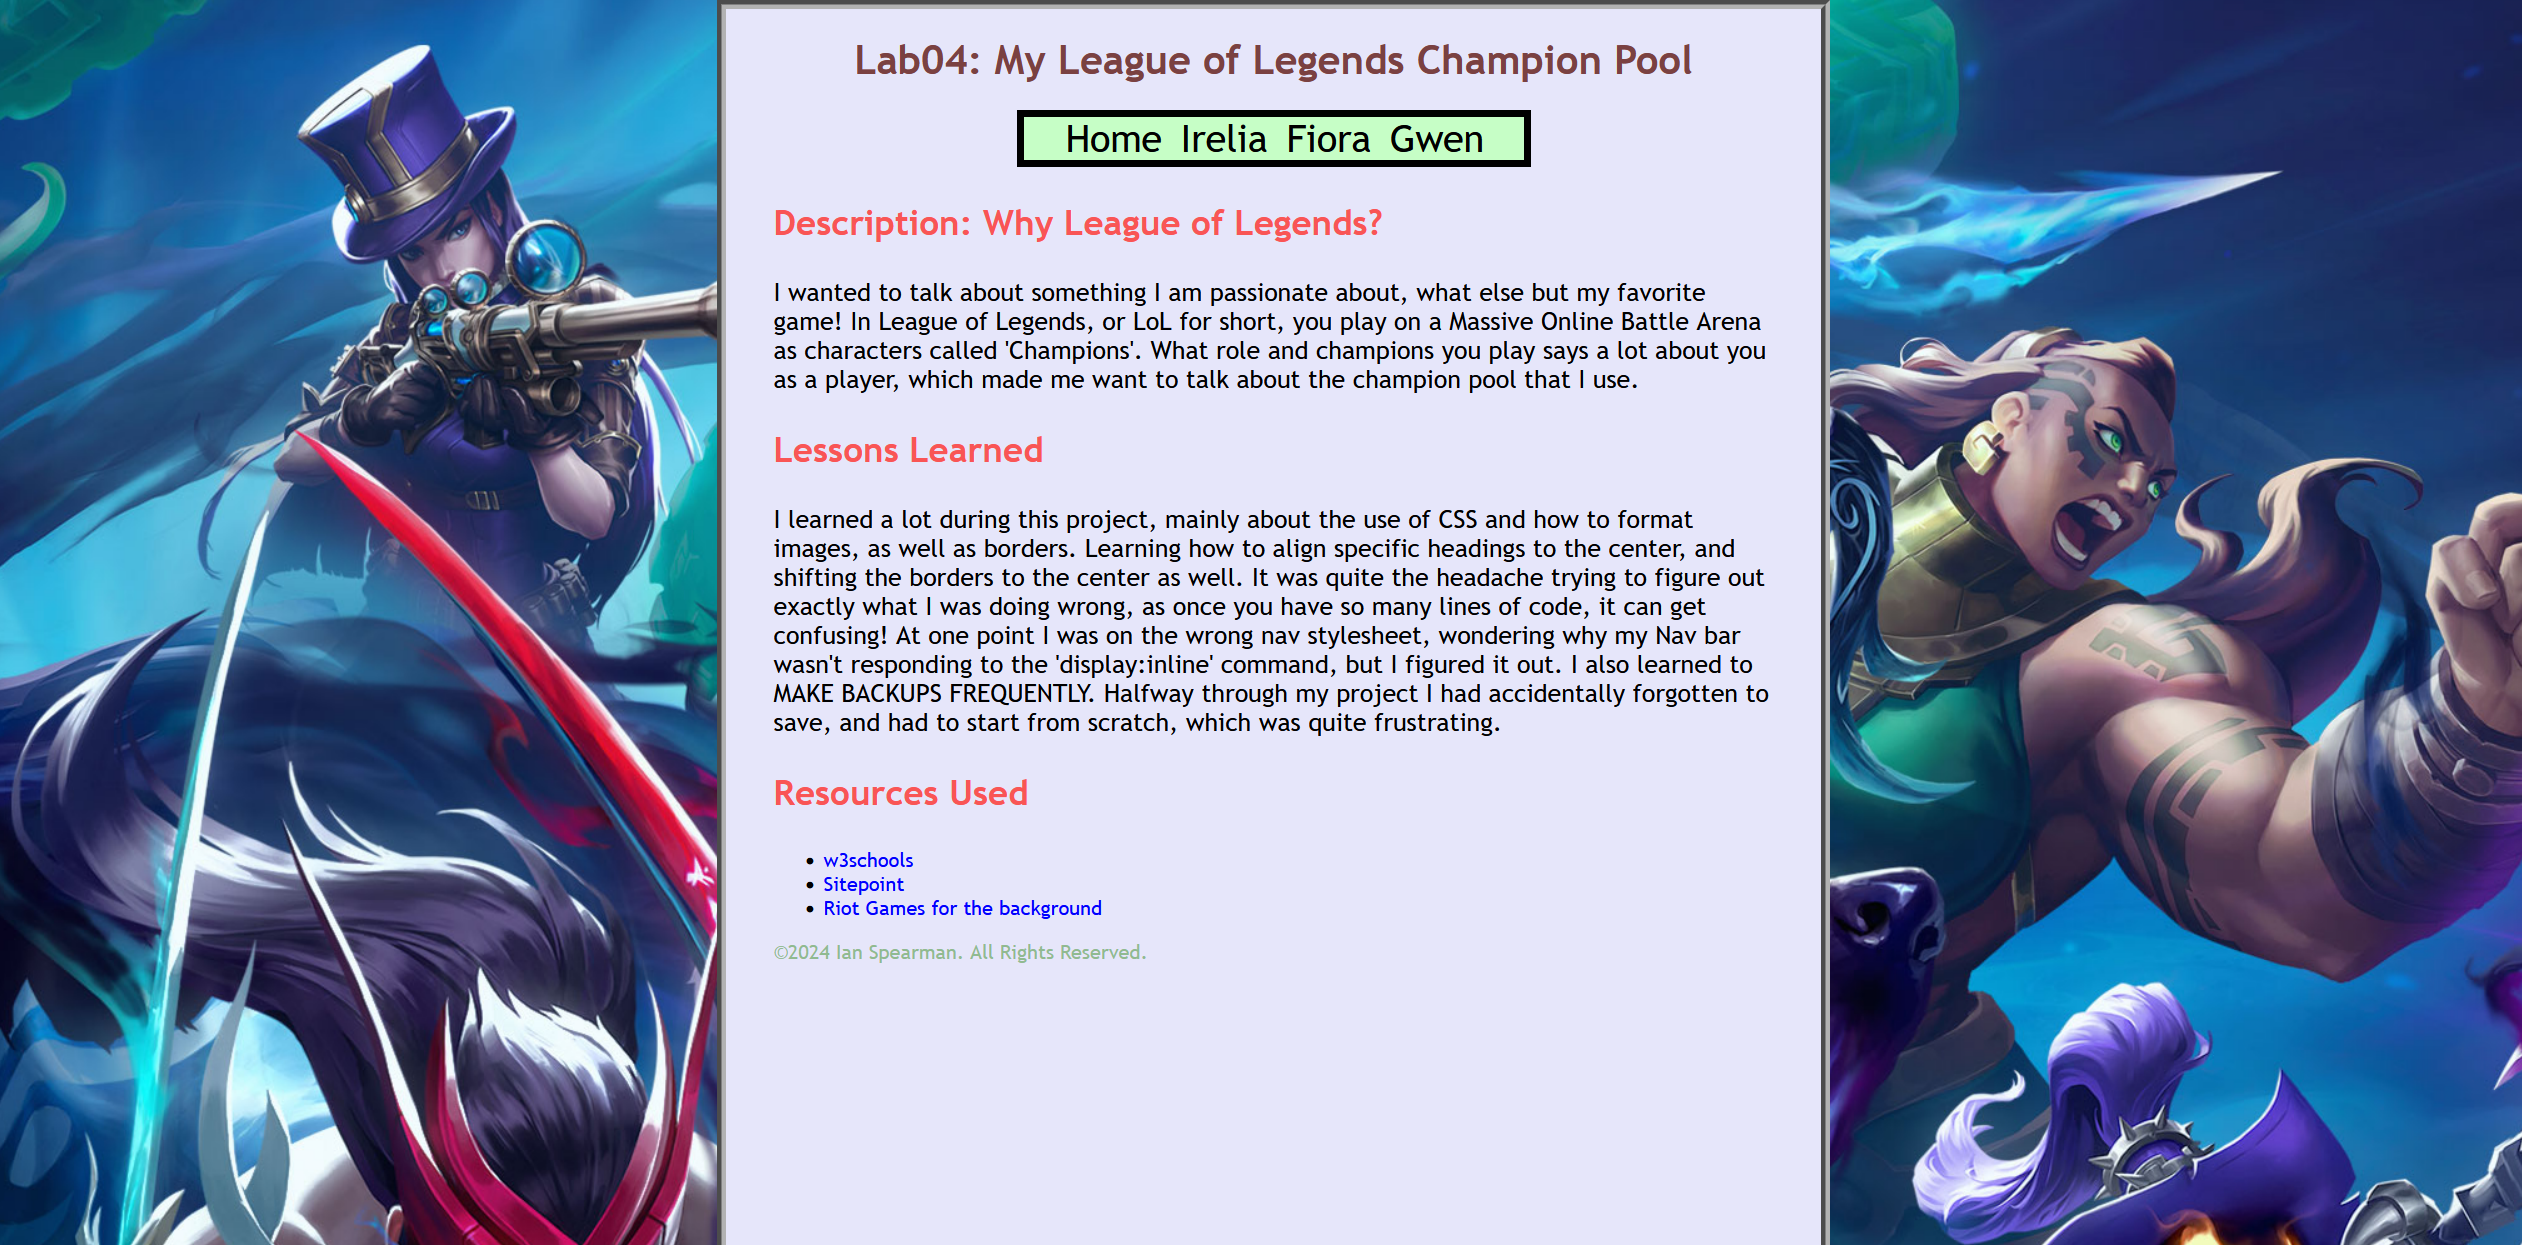 Lab04: My League of Legends Champion Pool
Home Irelia Fiora Gwen
Description: Why League of Legends?
I wanted to talk about something I am passionate about, what else but my favorite
game! In League of Legends, or LoL for short, you play on a Massive Online Battle Arena
as characters called 'Champions'. What role and champions you play says a lot about you
as a player, which made me want to talk about the champion pool that I use.
Lessons Learned
I learned a lot during this project, mainly about the use of CSS and how to format
images, as well as borders. Learning how to align specific headings to the center, and
shifting the borders to the center as well. It was quite the headache trying to figure out
exactly what I was doing wrong, as once you have so many lines of code, it can get
confusing! At one point I was on the wrong nav stylesheet, wondering why my Nav bar
wasn't responding to the 'display:inline' command, but I figured it out. I also learned to
MAKE BACKUPS FREQUENTLY. Halfway through my project I had accidentally forgotten to
save, and had to start from scratch, which was quite frustrating.
Resources Used
• w3schools
• Sitepoint
• Riot Games for the background
©2024 Ian Spearman. All Rights Reserved.